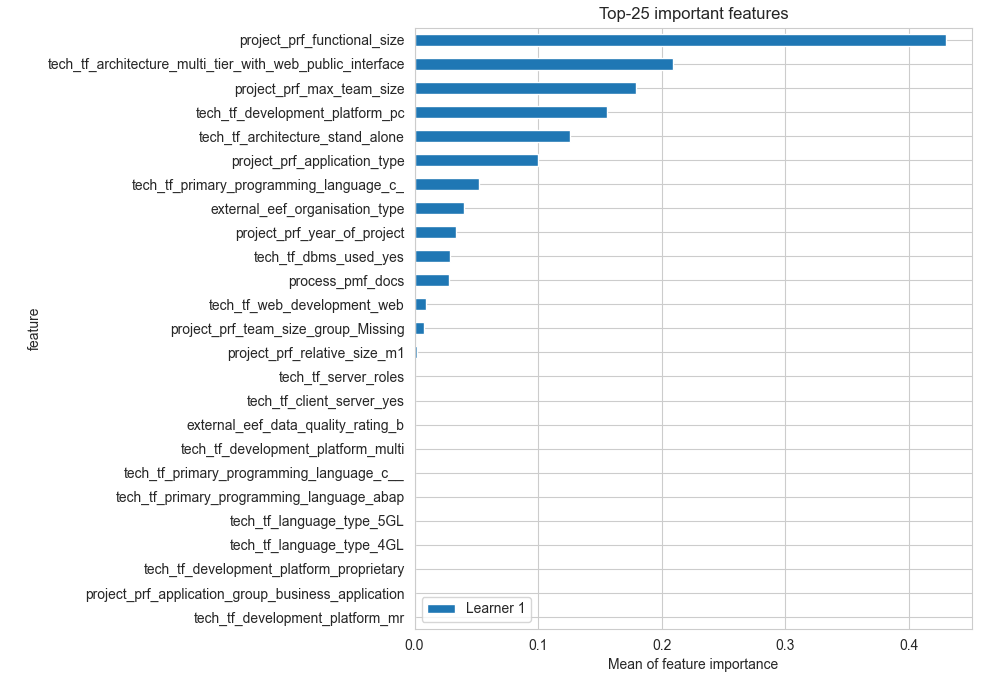 Top-25 important features
project_prf_functional_size
tech_tf_architecture_multi_tier_with_web_public_interface
project_prf_max_team_size
tech_tf_development_platform_pc
tech_tf_architecture_stand_alone
project_prf_application_type
tech_tf_primary_programming_language_c_
external_eef_organisation_type
project_prf_year_of_project
tech_tf_dbms_used_yes
process_pmf_docs
tech_tf_web_development_web
project_prf_team_size_group_Missing
project_prf_relative_size_m1
tech_tf_server_roles
tech_tf_client_server_yes
external_eef_data_quality_rating_b
tech_tf_development_platform_multi
tech_tf_primary_programming_language_c__
tech_tf_primary_programming_language_abap
tech_tf_language_type_5GL
tech_tf_language_type_4GL
tech_tf_development_platform_proprietary
project_prf_application_group_business_application
tech_tf_development_platform_mr
feature
Learner 1
0.0 0.1 0.2 0.3 0.4
Mean of feature importance